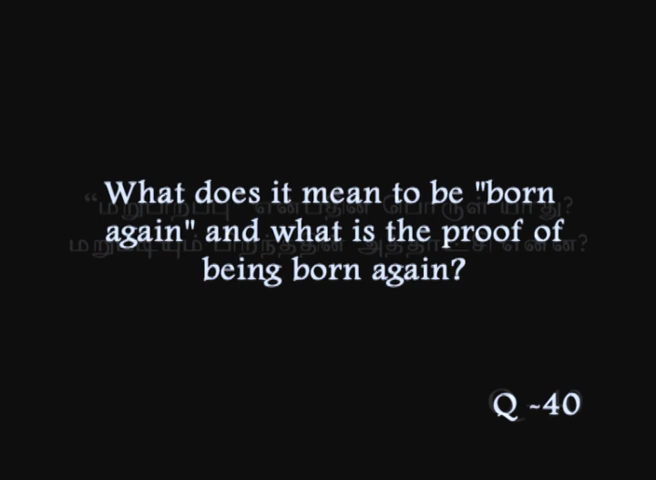 What does it mean to be "born
again" and what is the proof of
being born again?
Q -40